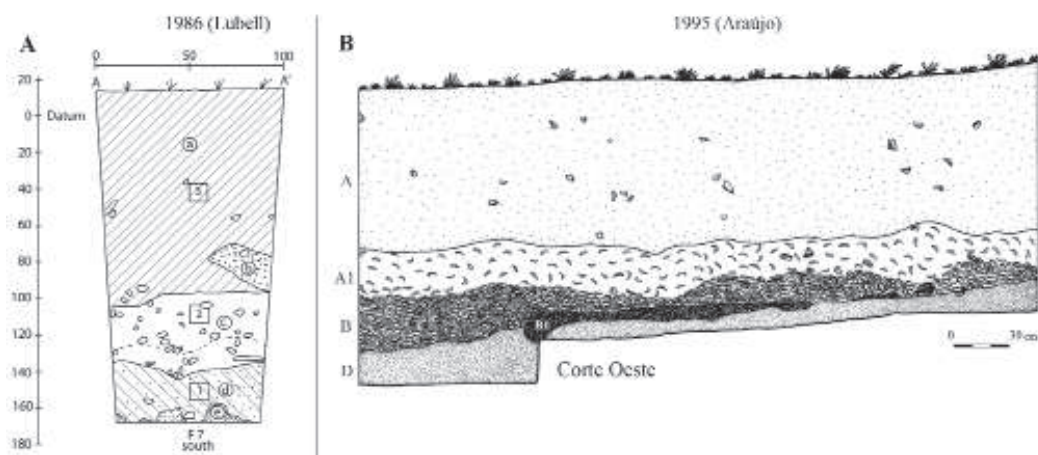 1986 (Lubell)
A
0 50 100
A A'
20
Datum
0
20
40
60
80
100
120
140
160
180
a
3
b
2
c
1
d
e
F 7
south
1995 (Araújo)
B
A
A1
B
D
B1
Corte Oeste
0 30 cm